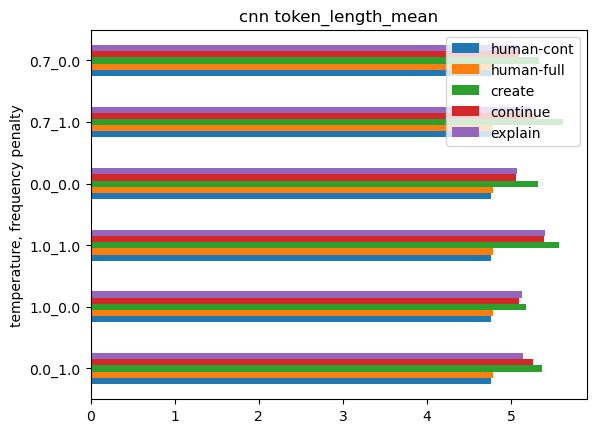 cnn token_length_mean
human-cont
human-full
create
continue
explain
temperature, frequency penalty
0.7_0.0
0.7_1.0
0.0_0.0
1.0_1.0
1.0_0.0
0.0_1.0
0 1 2 3 4 5